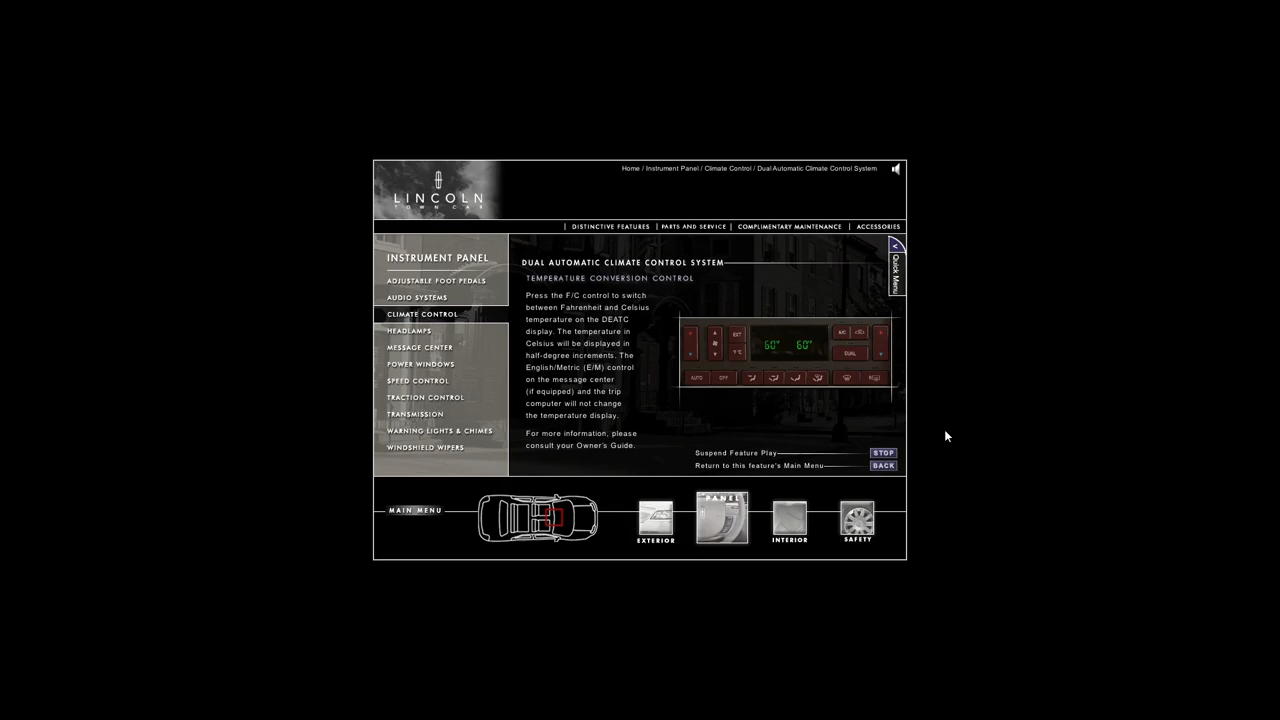 Home / Instrument Panel / Climate Control / Dual Automatic Climate Control System
LINCOLN
TOWN CAR
DISTINCTIVE FEATURES | PARTS AND SERVICE | COMPLIMENTARY MAINTENANCE | ACCESSORIES
INSTRUMENT PANEL
ADJUSTABLE FOOT PEDALS
AUDIO SYSTEMS
CLIMATE CONTROL
HEADLAMPS
MESSAGE CENTER
POWER WINDOWS
SPEED CONTROL
TRACTION CONTROL
TRANSMISSION
WARNING LIGHTS & CHIMES
WINDSHIELD WIPERS
DUAL AUTOMATIC CLIMATE CONTROL SYSTEM
TEMPERATURE CONVERSION CONTROL
Press the F/C control to switch
between Fahrenheit and Celsius
temperature on the DEATC
display. The temperature in
Celsius will be displayed in
half-degree increments. The
English/Metric (E/M) control
on the message center
(if equipped) and the trip
computer will not change
the temperature display.
For more information, please
consult your Owner's Guide.
Quick Menu
EXT
A/C
60° 60°
°F°C
DUAL
AUTO OFF
Suspend Feature Play STOP
Return to this feature's Main Menu BACK
MAIN MENU
EXTERIOR
PANEL
INTERIOR
SAFETY